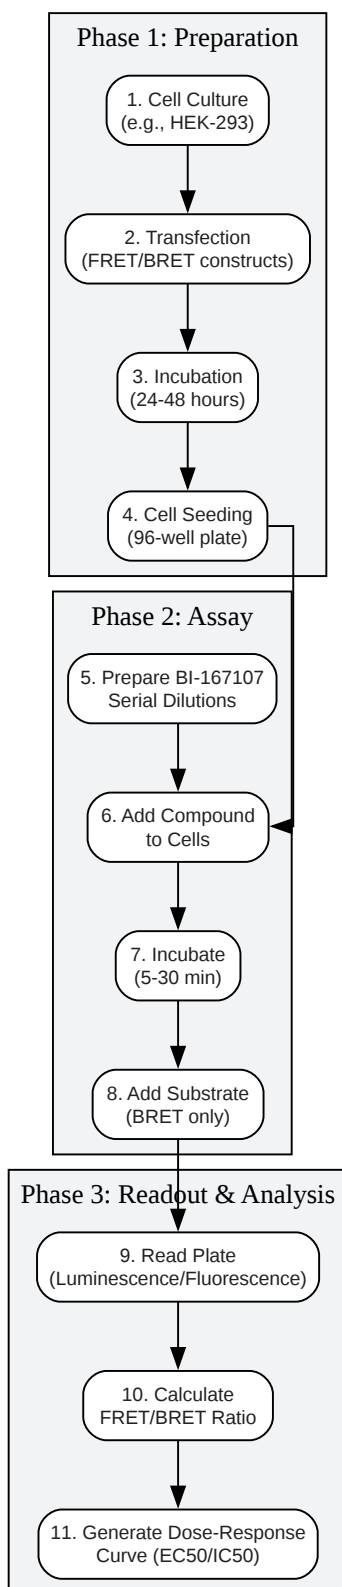 Phase 1: Preparation
1. Cell Culture
(e.g., HEK-293)
2. Transfection
(FRET/BRET constructs)
3. Incubation
(24-48 hours)
4. Cell Seeding
(96-well plate)
Phase 2: Assay
5. Prepare BI-167107
Serial Dilutions
6. Add Compound
to Cells
7. Incubate
(5-30 min)
8. Add Substrate
(BRET only)
Phase 3: Readout & Analysis
9. Read Plate
(Luminescence/Fluorescence)
10. Calculate
FRET/BRET Ratio
11. Generate Dose-Response
Curve (EC50/IC50)